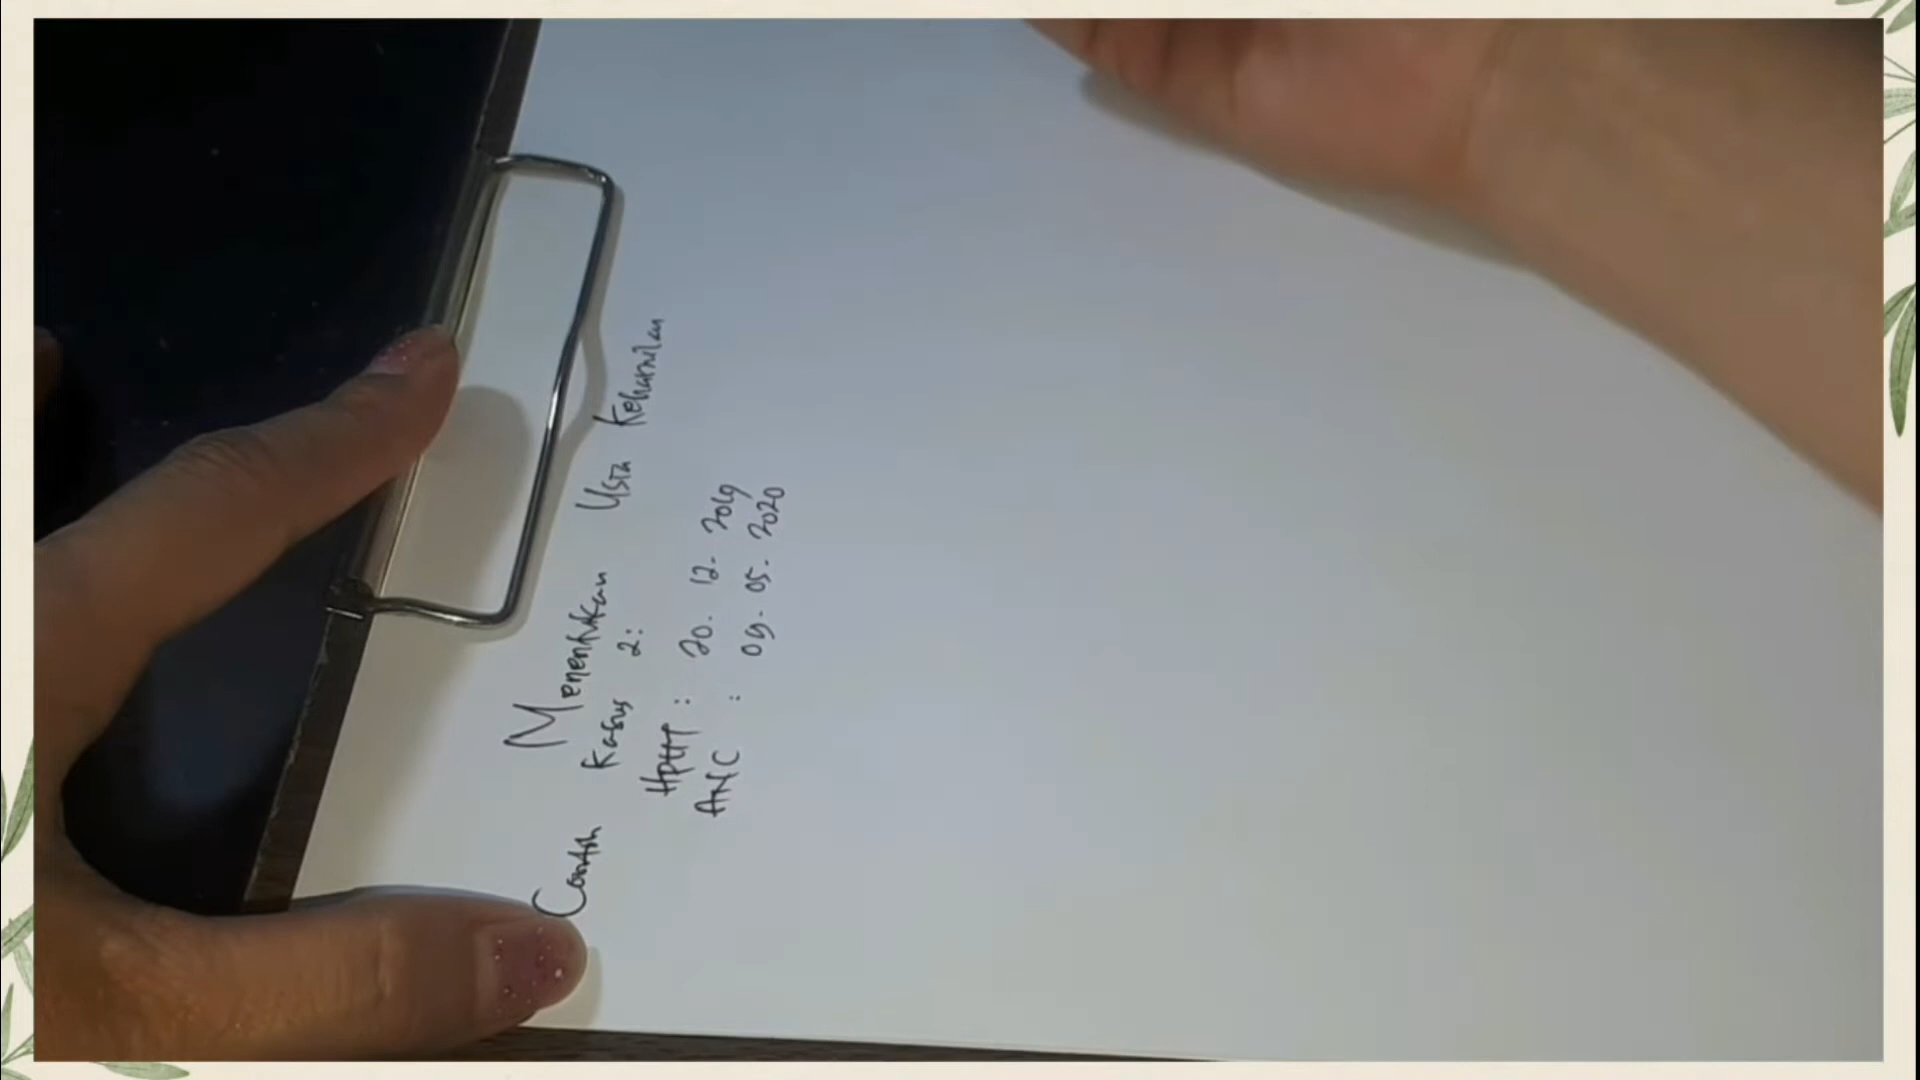 Menentukan Usia Kehamilan
Contoh Kasus 2:
HPHT : 20. 12. 2019
ANC : 09. 05. 2020